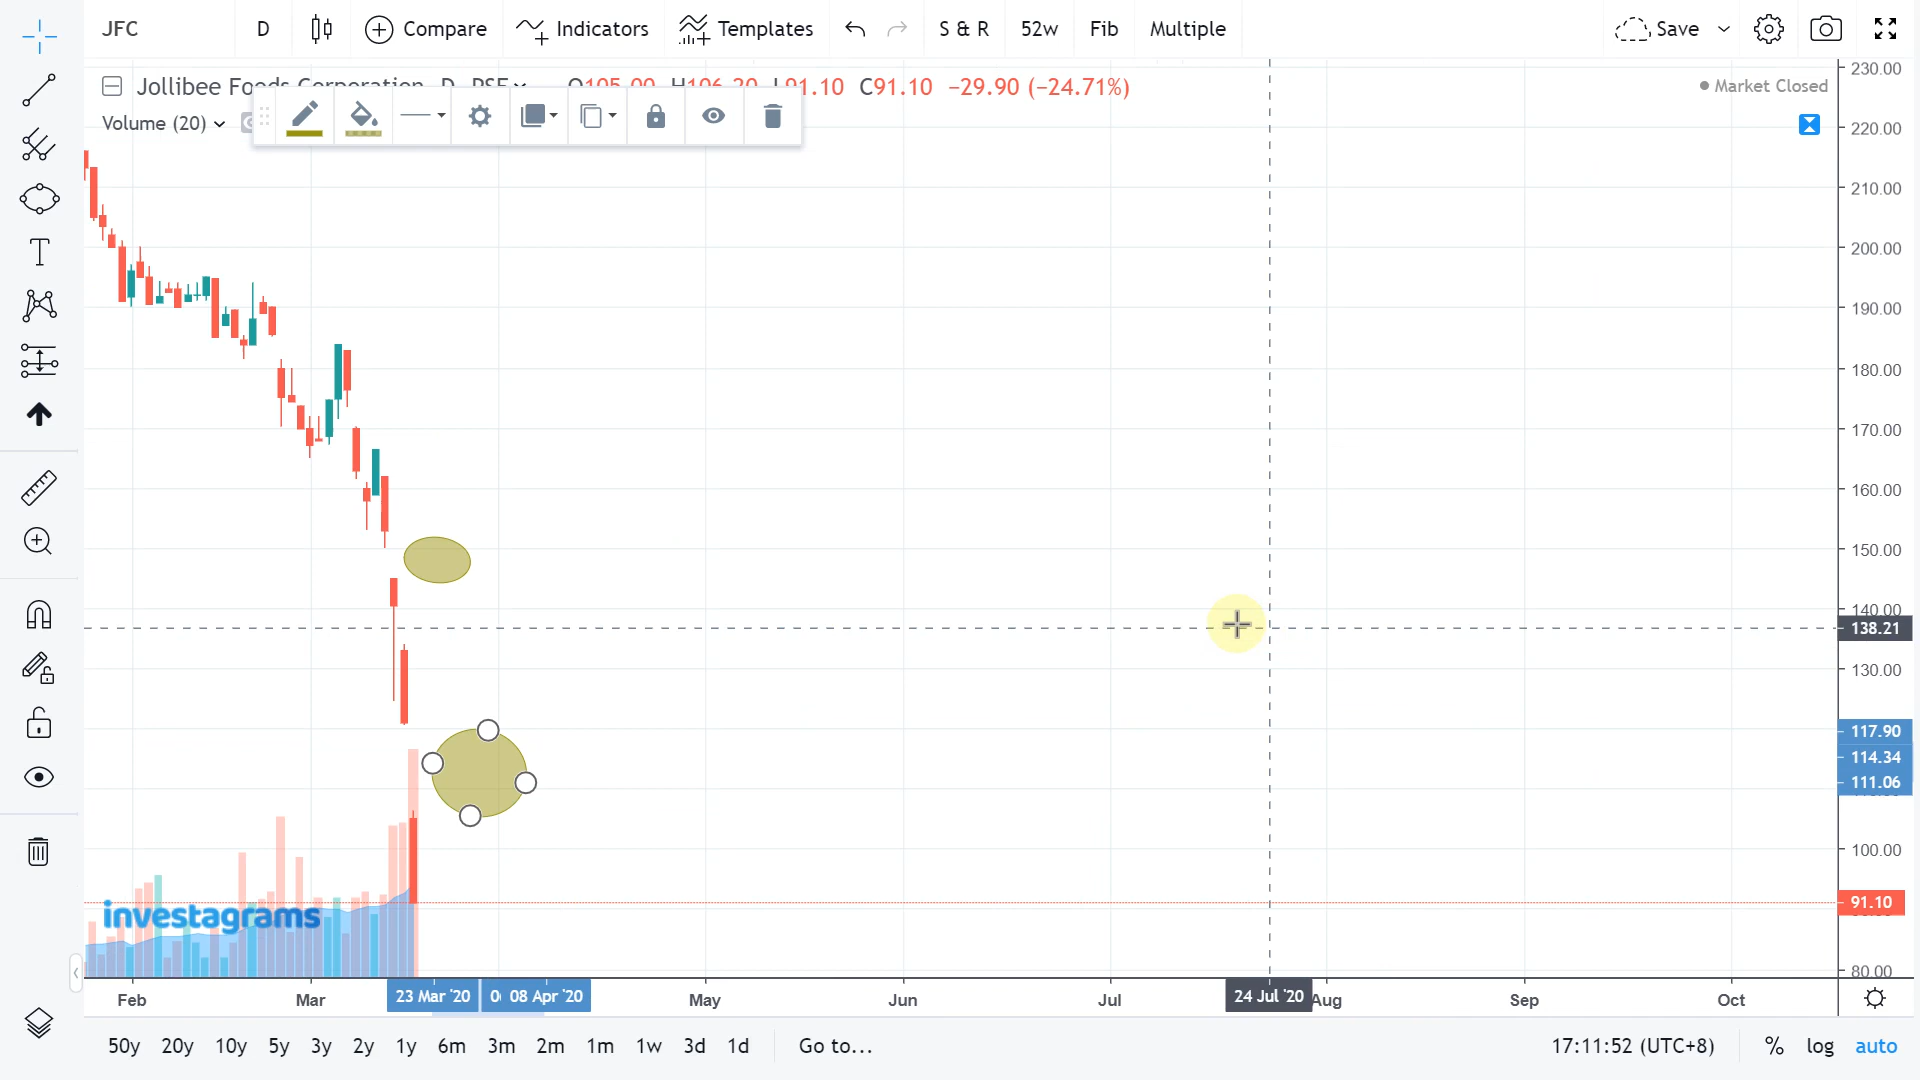 JFC D Compare Indicators Templates S & R 52w Fib Multiple Save
Jollibee Foods Corporation D PSE O105.00 H106.20 L91.10 C91.10 −29.90 (−24.71%)
Market Closed
Volume (20)
T
230.00
220.00
210.00
200.00
190.00
180.00
170.00
160.00
150.00
140.00
138.21
130.00
117.90
114.34
111.06
100.00
91.10
80.00
investagrams
Feb Mar 23 Mar '20 08 Apr '20 May Jun Jul 24 Jul '20 Aug Sep Oct
50y 20y 10y 5y 3y 2y 1y 6m 3m 2m 1m 1w 3d 1d Go to... 17:11:52 (UTC+8) % log auto